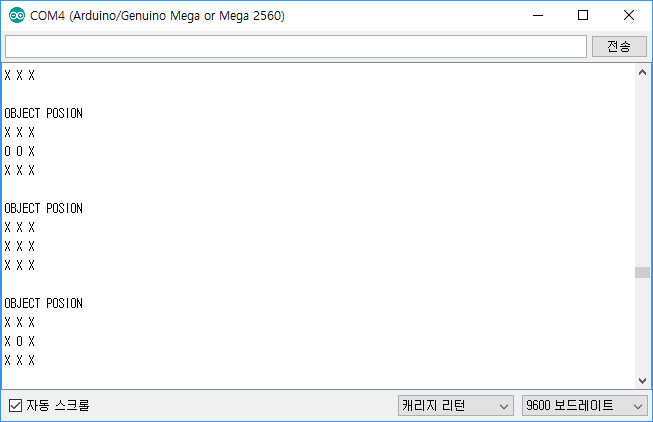 COM4 (Arduino/Genuino Mega or Mega 2560)
전송
X X X
OBJECT POSION
X X X
O O X
X X X
OBJECT POSION
X X X
X X X
X X X
OBJECT POSION
X X X
X O X
X X X
자동 스크롤
캐리지 리턴
9600 보드레이트